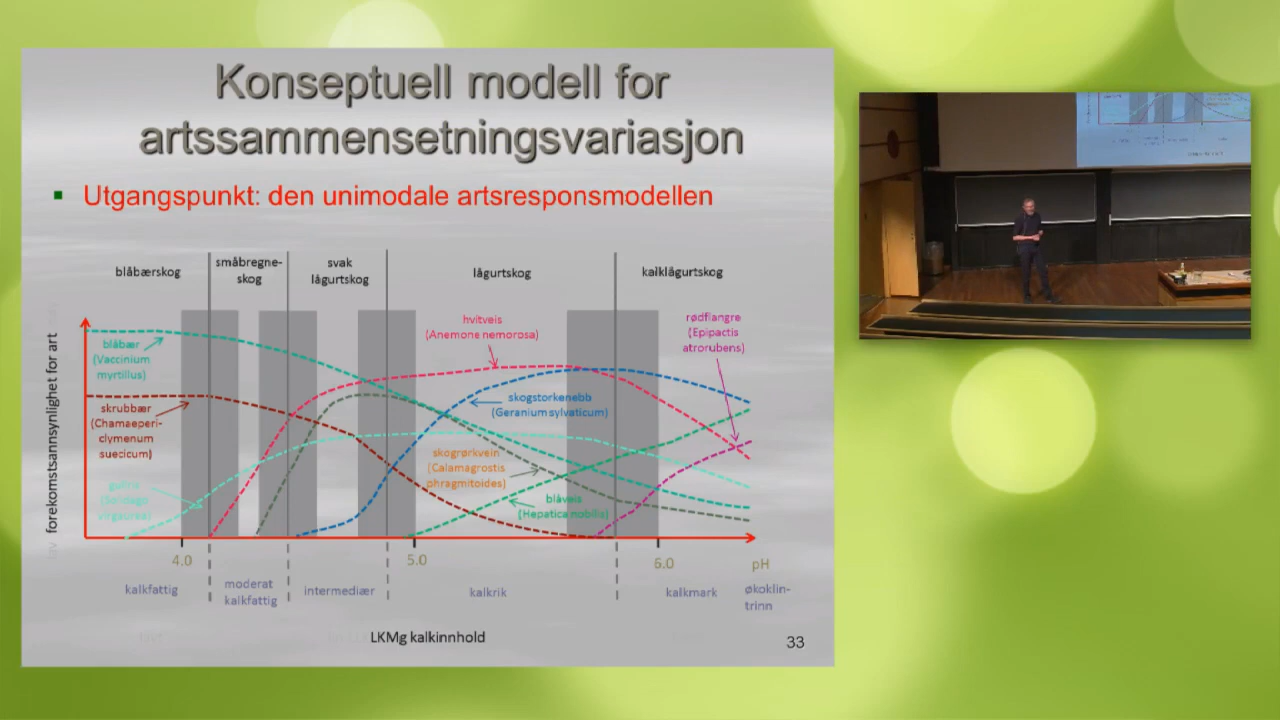 Konseptuell modell for
artssammensetningsvariasjon
Utgangspunkt: den unimodale artsresponsmodellen
blåbærskog
småbregne-
skog
svak
lågurtskog
lågurtskog
kalklågurtskog
forekomstsannsynlighet for art
blåbær
(Vaccinium
myrtillus)
skrubbær
(Chamaeperi-
clymenum
suecicum)
gullris
(Solidago
virgaurea)
hvitveis
(Anemone nemorosa)
rødflangre
(Epipactis
atrorubens)
skogstorkenebb
(Geranium sylvaticum)
skogrørkvein
(Calamagrostis
phragmitoides)
blåveis
(Hepatica nobilis)
4.0
5.0
6.0
pH
kalkfattig
moderat
kalkfattig
intermediær
kalkrik
kalkmark
økoklin-
trinn
LKMg kalkinnhold
33